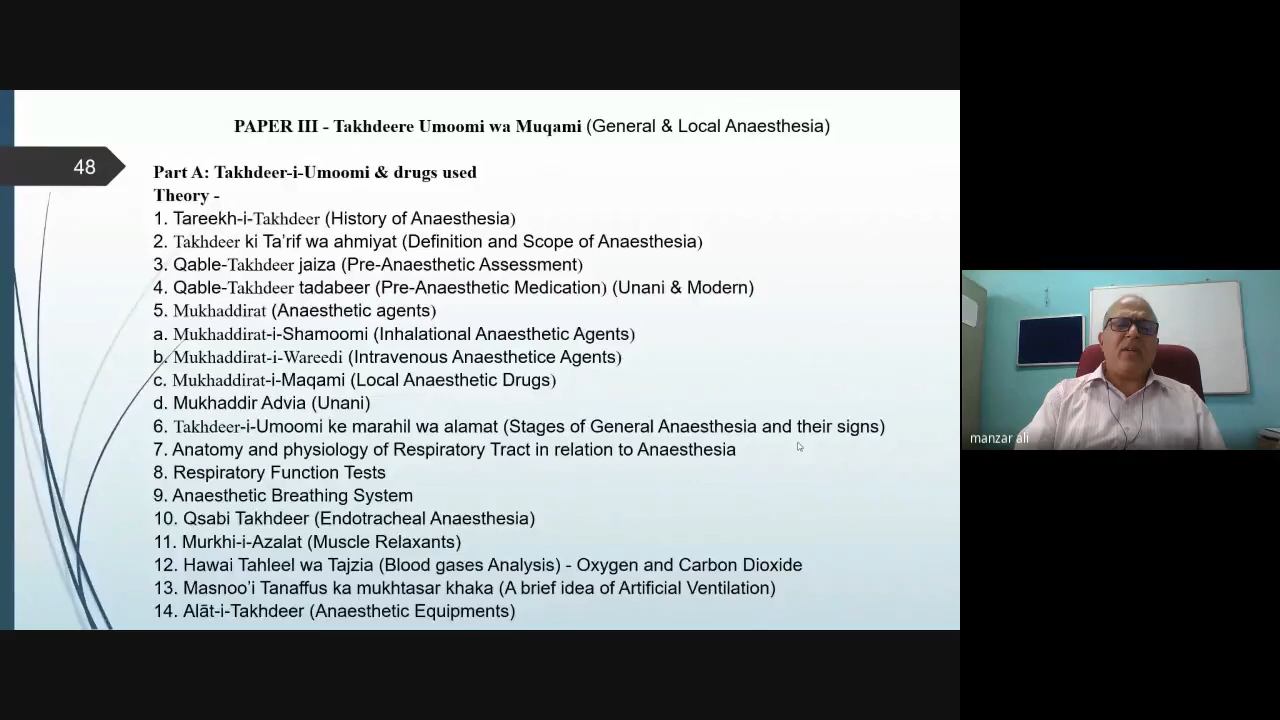 PAPER III - Takhdeere Umoomi wa Muqami (General & Local Anaesthesia)
48
Part A: Takhdeer-i-Umoomi & drugs used
Theory -
1. Tareekh-i-Takhdeer (History of Anaesthesia)
2. Takhdeer ki Ta'rif wa ahmiyat (Definition and Scope of Anaesthesia)
3. Qable-Takhdeer jaiza (Pre-Anaesthetic Assessment)
4. Qable-Takhdeer tadabeer (Pre-Anaesthetic Medication) (Unani & Modern)
5. Mukhaddirat (Anaesthetic agents)
a. Mukhaddirat-i-Shamoomi (Inhalational Anaesthetic Agents)
b. Mukhaddirat-i-Wareedi (Intravenous Anaesthetice Agents)
c. Mukhaddirat-i-Maqami (Local Anaesthetic Drugs)
d. Mukhaddir Advia (Unani)
6. Takhdeer-i-Umoomi ke marahil wa alamat (Stages of General Anaesthesia and their signs)
7. Anatomy and physiology of Respiratory Tract in relation to Anaesthesia
8. Respiratory Function Tests
9. Anaesthetic Breathing System
10. Qsabi Takhdeer (Endotracheal Anaesthesia)
11. Murkhi-i-Azalat (Muscle Relaxants)
12. Hawai Tahleel wa Tajzia (Blood gases Analysis) - Oxygen and Carbon Dioxide
13. Masnoo'i Tanaffus ka mukhtasar khaka (A brief idea of Artificial Ventilation)
14. Alāt-i-Takhdeer (Anaesthetic Equipments)
manzar ali